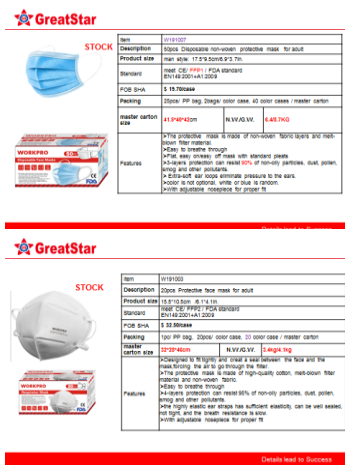 GreatStar
STOCK
Item W191007
Description 50pcs Disposable non-woven protective mask for adult
Product size man style 17.5*9.5cm/6.9*3.7in.
Standard meet CE/ FFP1 / FDA standard
EN149:2001+A1:2009
FOB SHA $ 15.70/case
Packing 25pcs/ PP bag, 2bags/ color case, 40 color cases / master carton
master carton size N.W./G.W.
WORKPRO
50
CE
FDA
Features
➤The protective mask is made of non-woven fabric layers and melt-blown filter material.
➤Easy to breathe through
➤Flat, easy on/easy off mask with standard pleats
➤3-layers protection can resist 90% of non-oily particles, dust, pollen, smog and other pollutants.
➤ Extra-soft ear loops eliminate pressure to the ears.
➤color is not optional, white or blue is random.
➤With adjustable nosepiece for proper fit
Details lead to Success
GreatStar
STOCK
Item W191003
Description 20pcs Protective face mask for adult
Product size 15.5*10.5cm /6.1*4.1in.
Standard meet CE/ FFP2 / FDA standard
EN149:2001+A1:2009
FOB SHA $ 32.50/case
Packing 1pc/ PP bag, 20pcs/ color case, 20 color case / master carton
master carton size N.W./G.W.
WORKPRO
WORKPRO
CE
FDA
Features
➤Designed to fit tightly and creat a seal between the face and the mask,forcing the air to go through the filter
➤The protective mask is made of high-quality cotton, melt-blown filter material and non-woven fabric.
➤Easy to breathe through
➤4-layers protection can resist 95% of non-oily particles, dust, pollen, smog and other pollutants.
➤the highly elastic ear straps has sufficient elasticity, can be well sealed, not tight, and the breath resistance is slow.
➤With adjustable nosepiece for proper fit
Details lead to Success